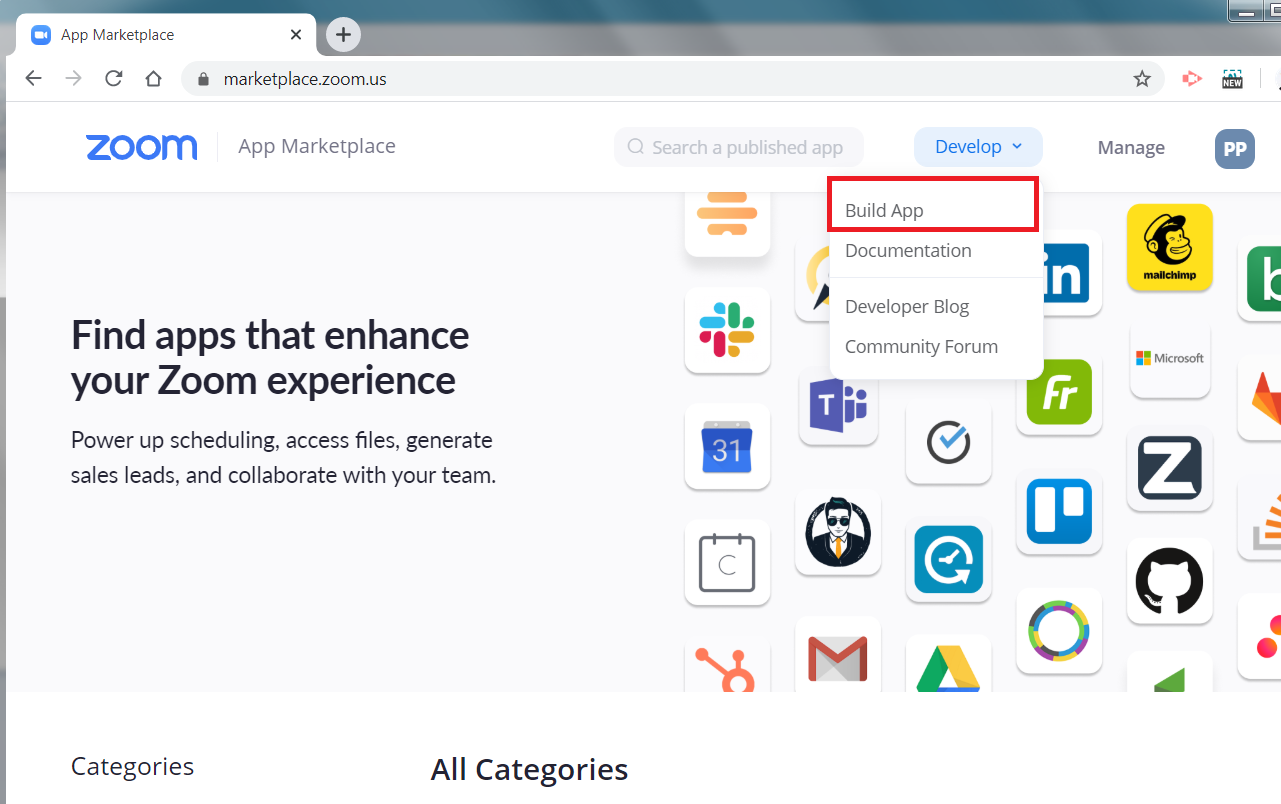 App Marketplace
marketplace.zoom.us
NEW
zoom
App Marketplace
Search a published app
Develop
Manage
PP
Build App
Documentation
Developer Blog
Community Forum
in
mailchimp
b
Find apps that enhance
your Zoom experience
Microsoft
T
Fr
Power up scheduling, access files, generate
sales leads, and collaborate with your team.
31
Z
C
Categories
All Categories